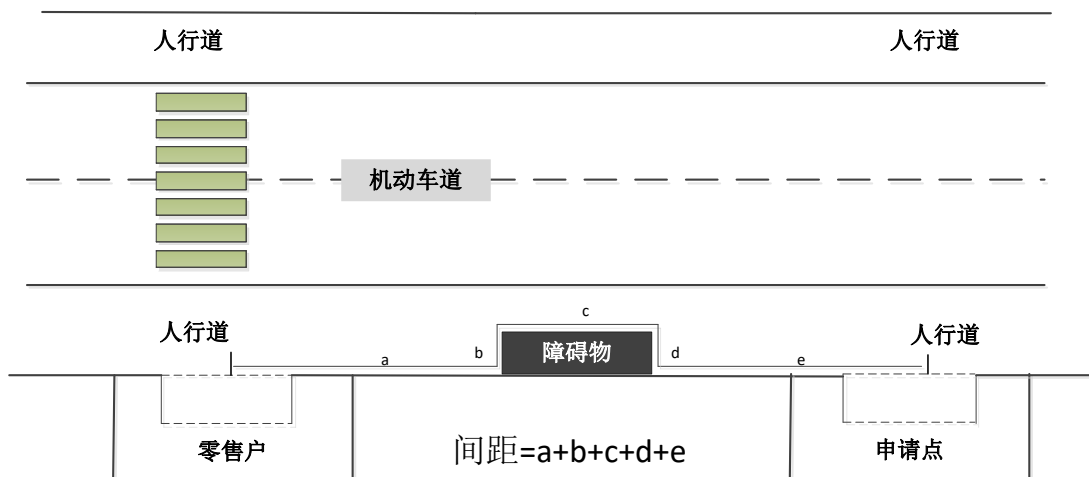 人行道
人行道
机动车道
c
人行道
人行道
障碍物
a
b
d
e
零售户
间距=a+b+c+d+e
申请点